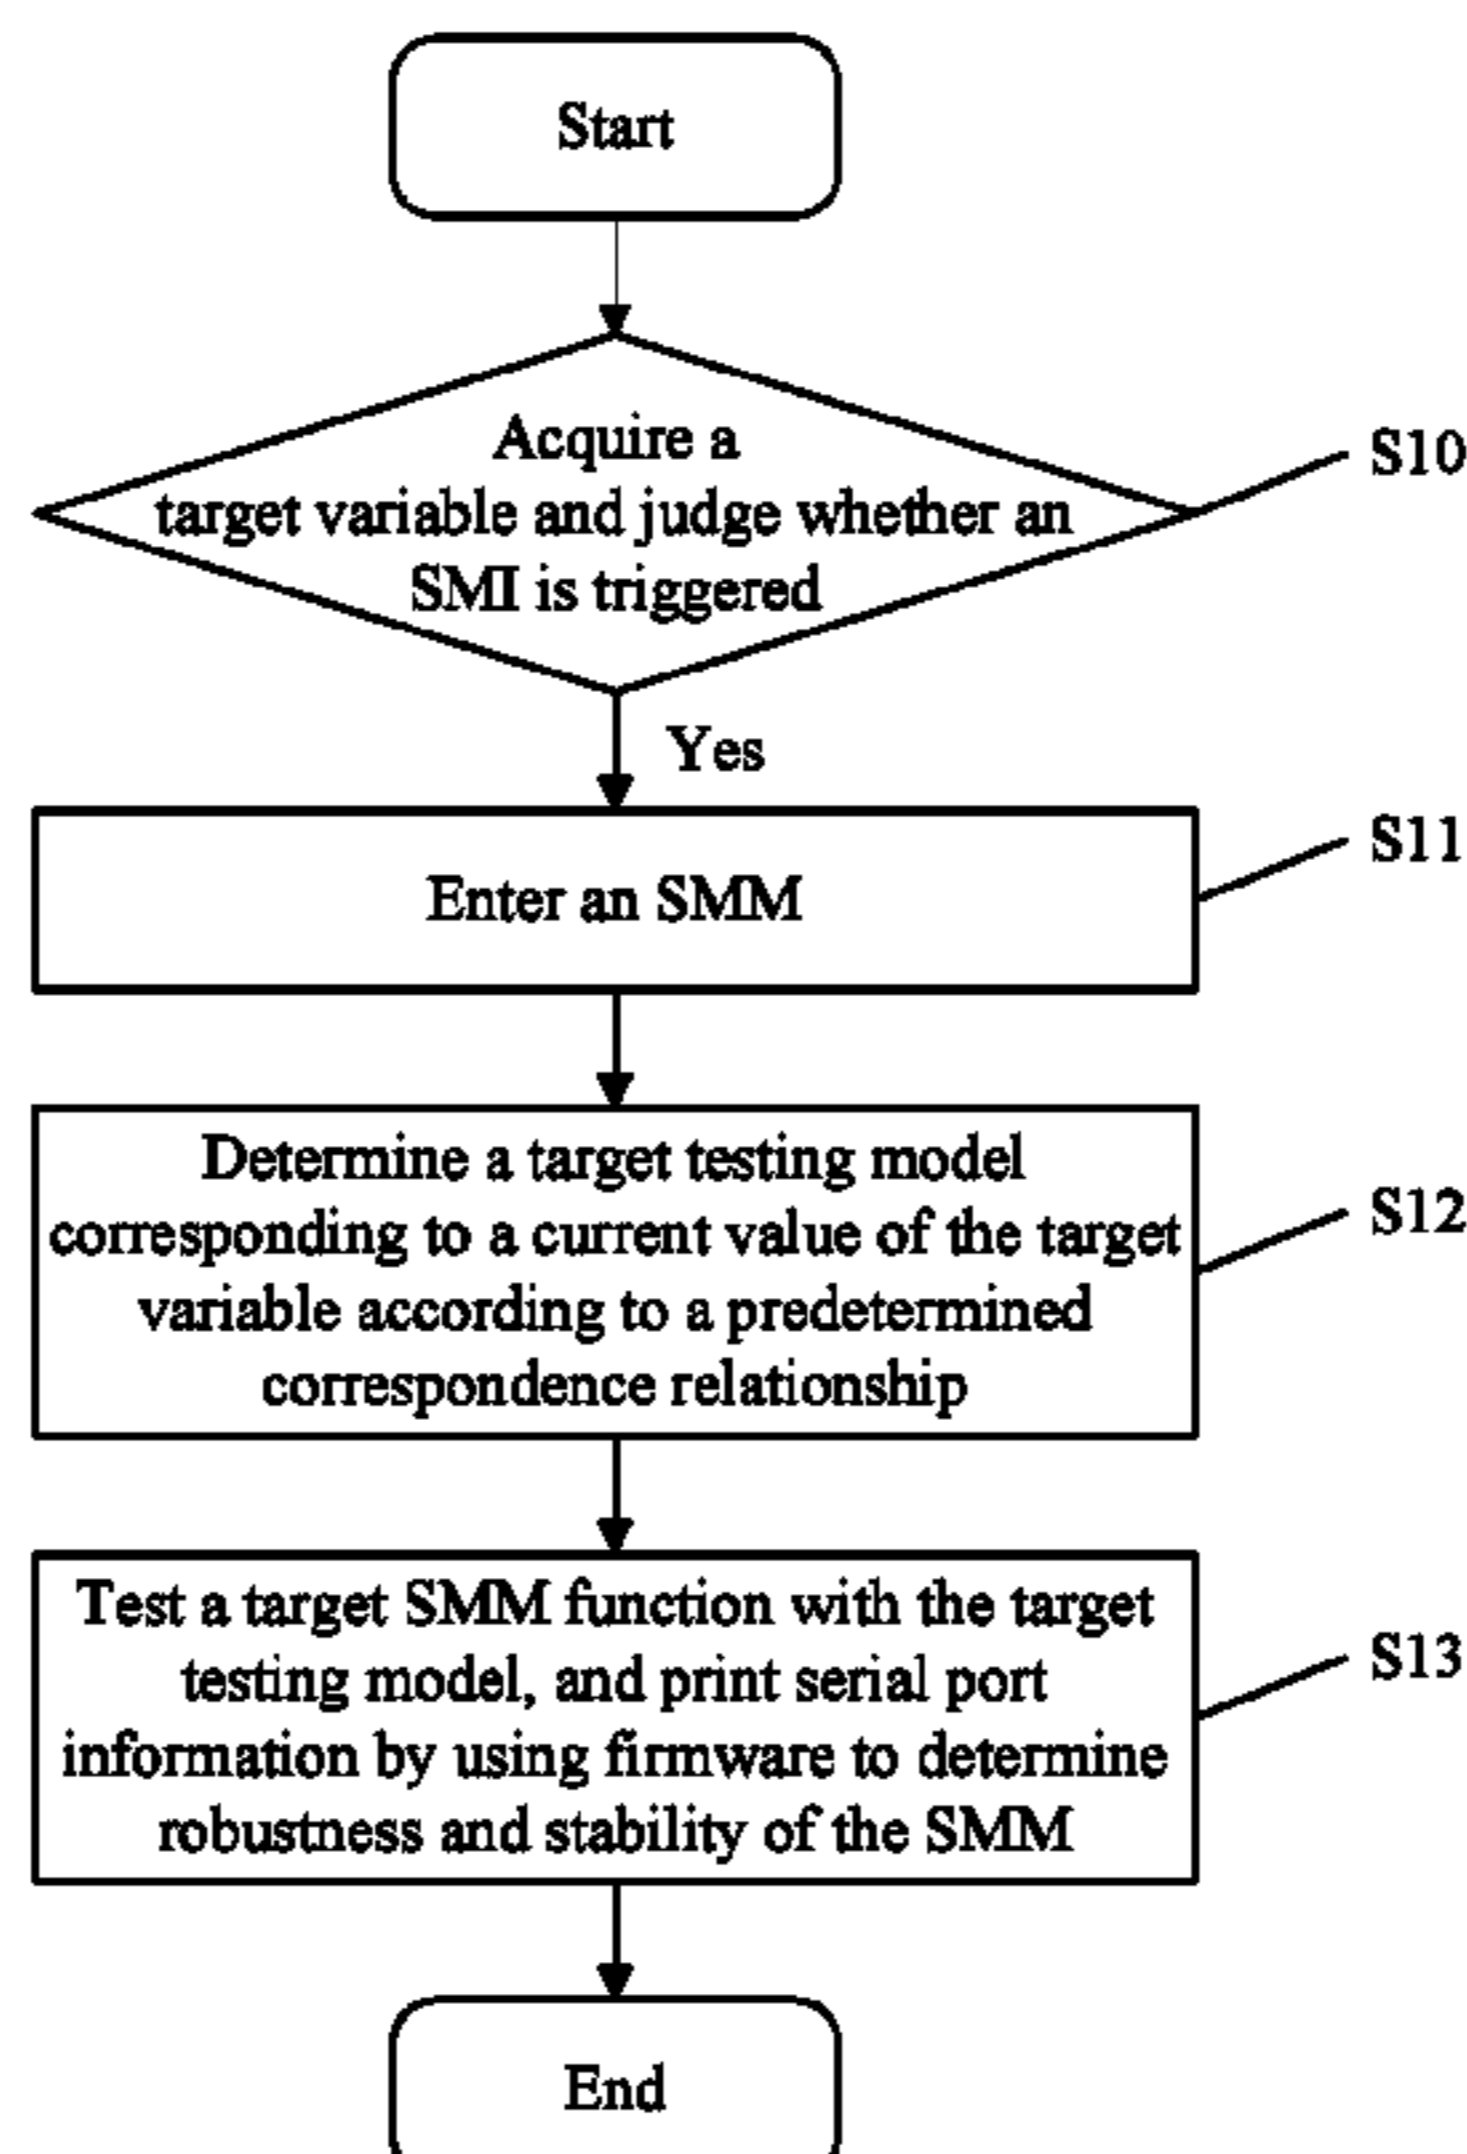 Start
Acquire a
target variable and judge whether an
SMI is triggered
S10
Yes
Enter an SMM
S11
Determine a target testing model
corresponding to a current value of the target
variable according to a predetermined
correspondence relationship
S12
Test a target SMM function with the target
testing model, and print serial port
information by using firmware to determine
robustness and stability of the SMM
S13
End